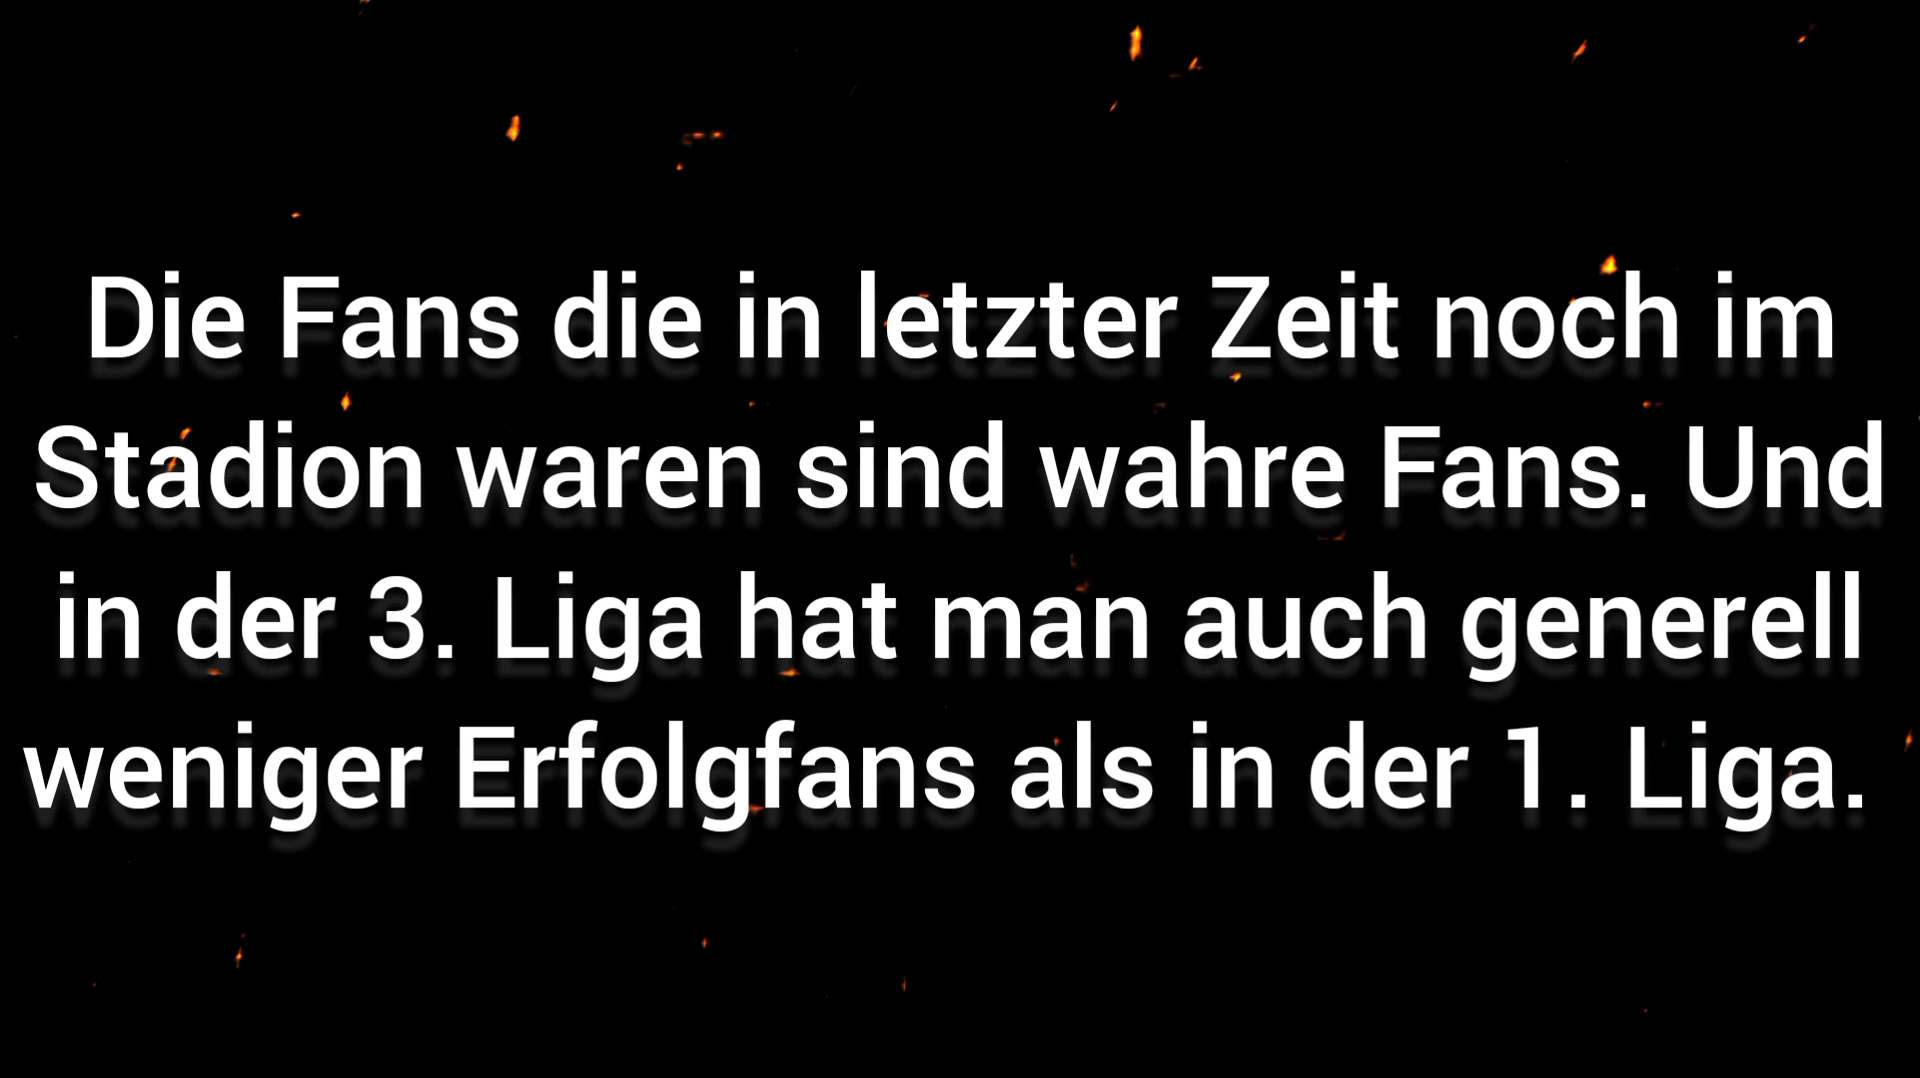 Die Fans die in letzter Zeit noch im
Stadion waren sind wahre Fans. Und
in der 3. Liga hat man auch generell
weniger Erfolgfans als in der 1. Liga.